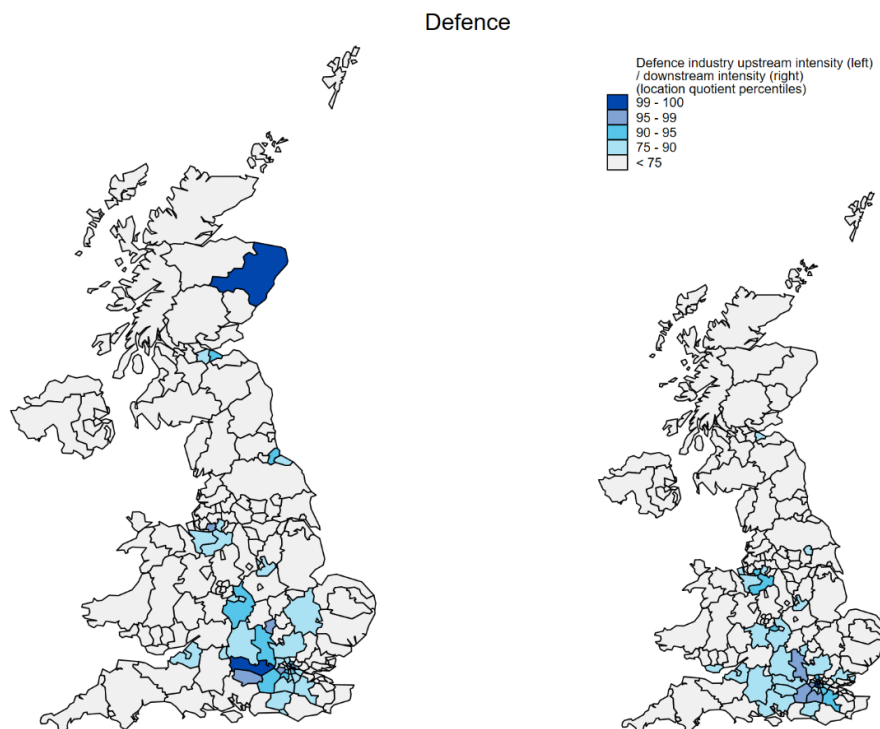 Defence
Defence industry upstream intensity (left)
/ downstream intensity (right)
(location quotient percentiles)
99 - 100
95 - 99
90 - 95
75 - 90
< 75